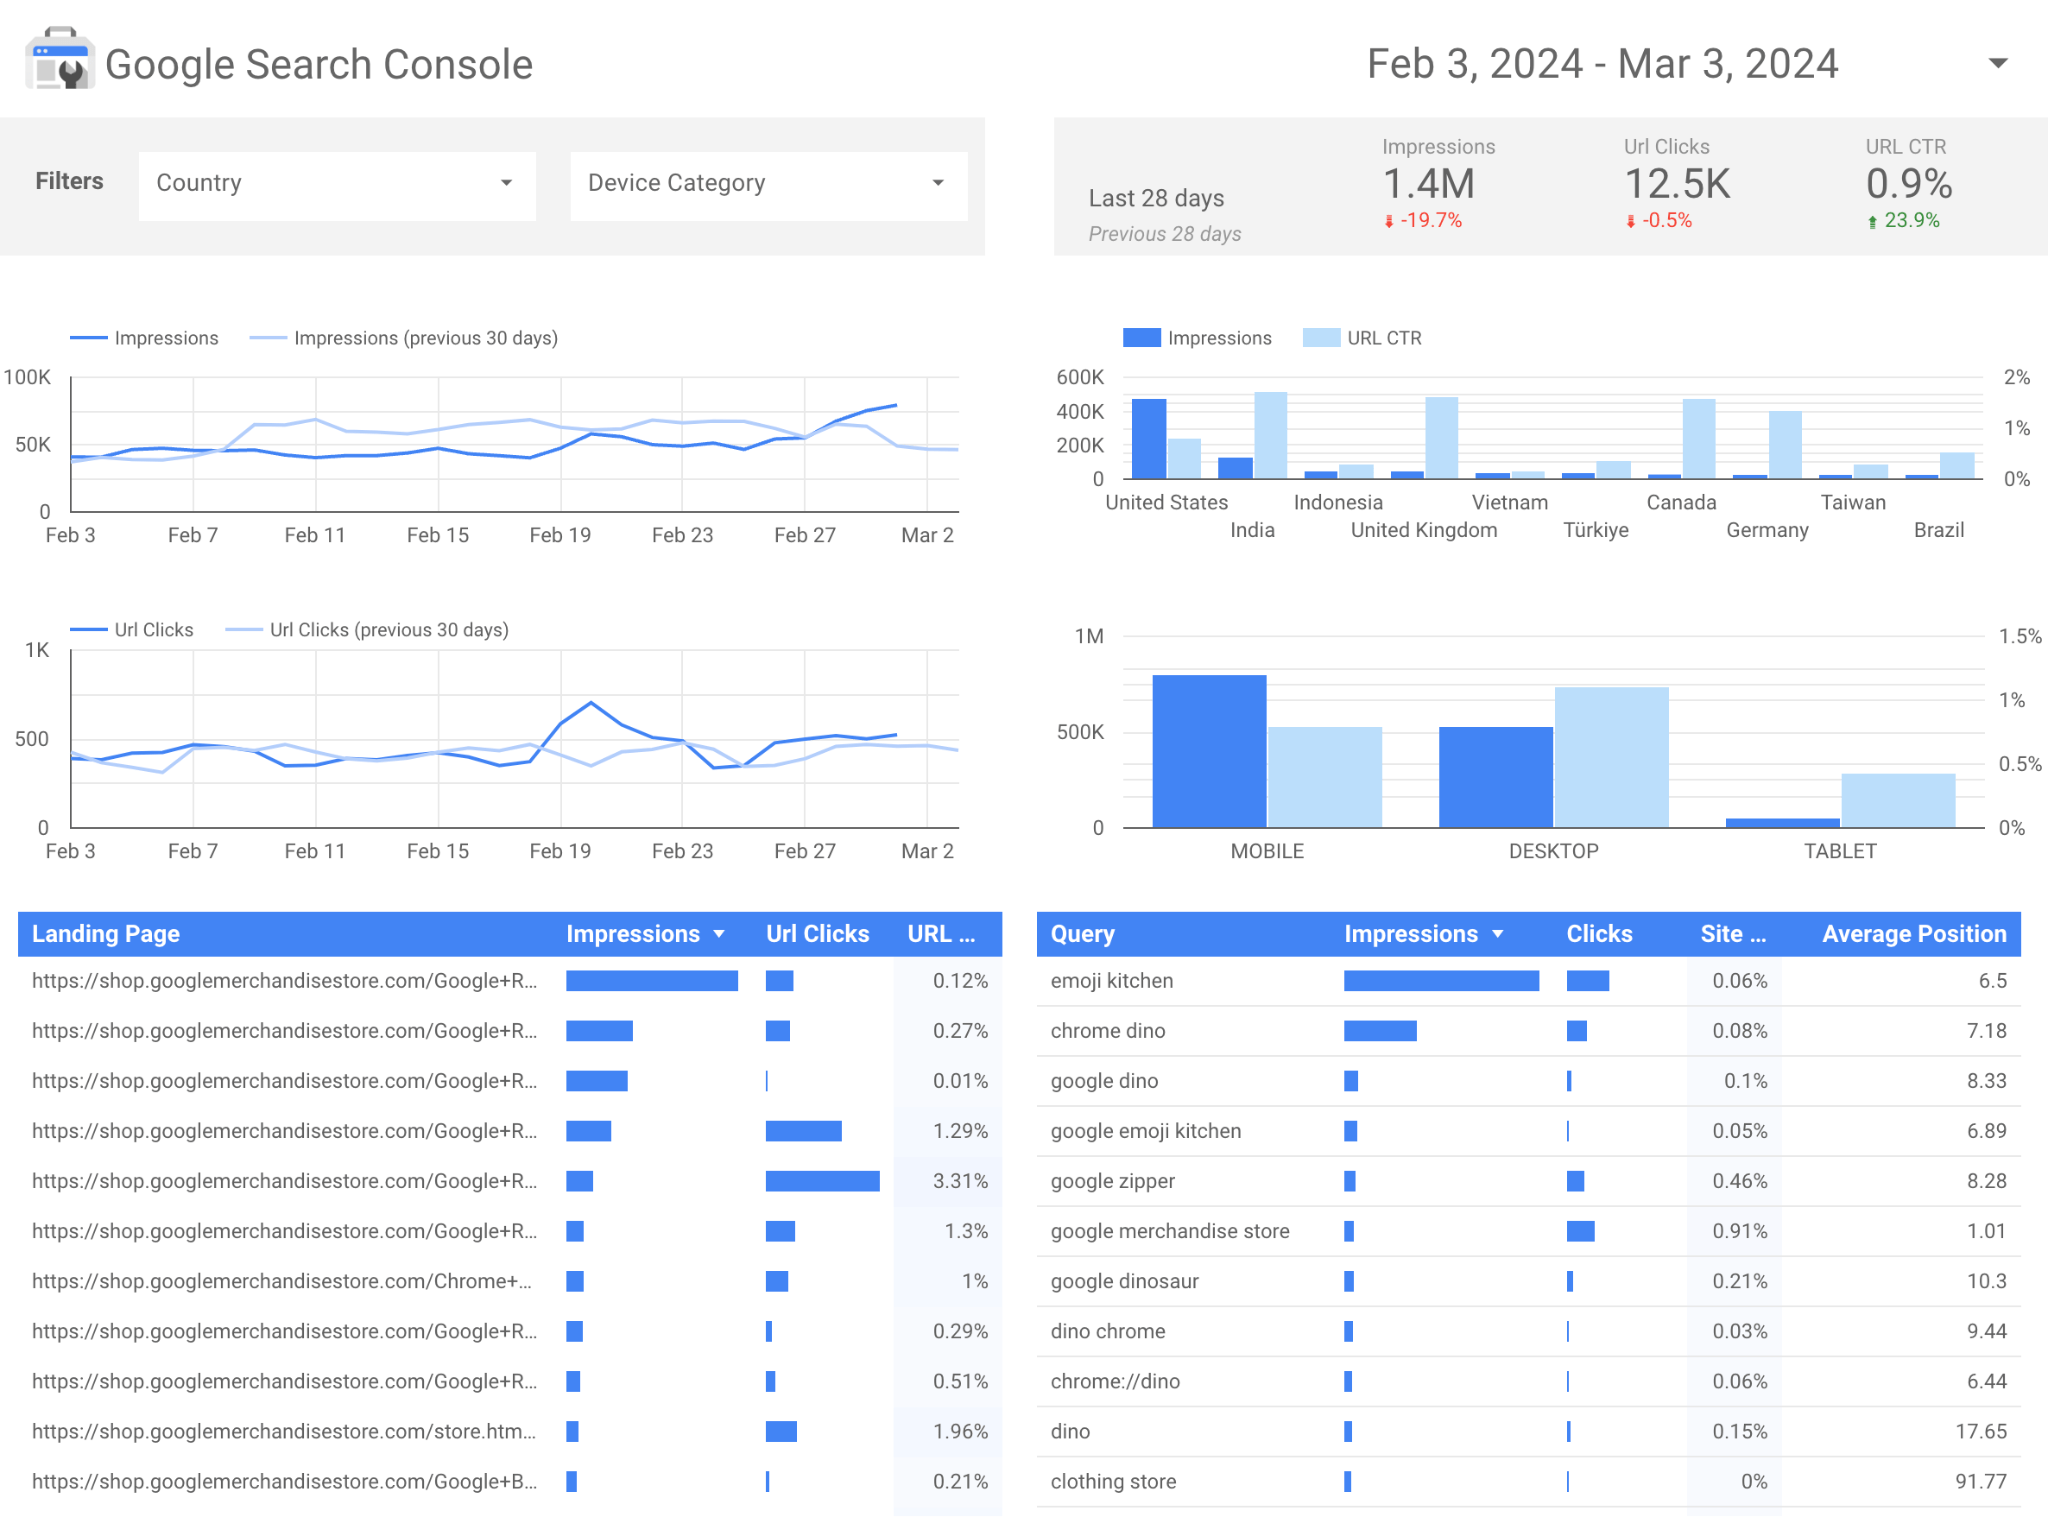 Google Search Console
Feb 3, 2024 - Mar 3, 2024
Filters
Country
Device Category
Last 28 days
Previous 28 days
Impressions
1.4M
-19.7%
Url Clicks
12.5K
-0.5%
URL CTR
0.9%
23.9%
Impressions Impressions (previous 30 days)
100K
50K
0
Feb 3 Feb 7 Feb 11 Feb 15 Feb 19 Feb 23 Feb 27 Mar 2
Impressions URL CTR
600K 2%
400K
1%
200K
0 0%
United States Indonesia Vietnam Canada Taiwan
India United Kingdom Türkiye Germany Brazil
Url Clicks Url Clicks (previous 30 days)
1K
500
0
Feb 3 Feb 7 Feb 11 Feb 15 Feb 19 Feb 23 Feb 27 Mar 2
1M 1.5%
1%
500K
0.5%
0 0%
MOBILE DESKTOP TABLET
Landing Page Impressions Url Clicks URL ...
https://shop.googlemerchandisestore.com/Google+R... 0.12%
https://shop.googlemerchandisestore.com/Google+R... 0.27%
https://shop.googlemerchandisestore.com/Google+R... 0.01%
https://shop.googlemerchandisestore.com/Google+R... 1.29%
https://shop.googlemerchandisestore.com/Google+R... 3.31%
https://shop.googlemerchandisestore.com/Google+R... 1.3%
https://shop.googlemerchandisestore.com/Chrome+... 1%
https://shop.googlemerchandisestore.com/Google+R... 0.29%
https://shop.googlemerchandisestore.com/Google+R... 0.51%
https://shop.googlemerchandisestore.com/store.htm... 1.96%
https://shop.googlemerchandisestore.com/Google+B... 0.21%
Query Impressions Clicks Site ... Average Position
emoji kitchen 0.06% 6.5
chrome dino 0.08% 7.18
google dino 0.1% 8.33
google emoji kitchen 0.05% 6.89
google zipper 0.46% 8.28
google merchandise store 0.91% 1.01
google dinosaur 0.21% 10.3
dino chrome 0.03% 9.44
chrome://dino 0.06% 6.44
dino 0.15% 17.65
clothing store 0% 91.77